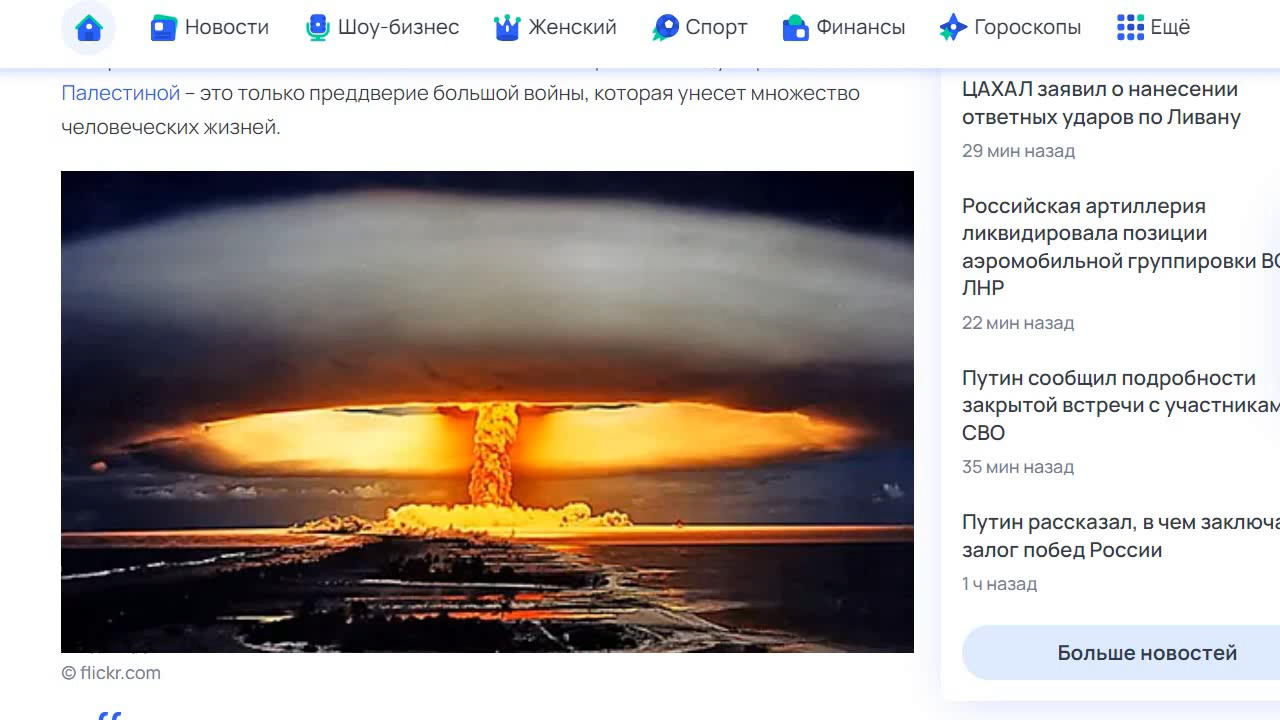 Новости
Шоу-бизнес
Женский
Спорт
Финансы
Гороскопы
Ещё
Палестиной – это только преддверие большой войны, которая унесет множество
человеческих жизней.
© flickr.com
“
ЦАХАЛ заявил о нанесении
ответных ударов по Ливану
29 мин назад
Российская артиллерия
ликвидировала позиции
аэромобильной группировки
ЛНР
22 мин назад
Путин сообщил подробности
закрытой встречи с участникам
СВО
35 мин назад
Путин рассказал, в чем заключа
залог побед России
1 ч назад
Больше новостей